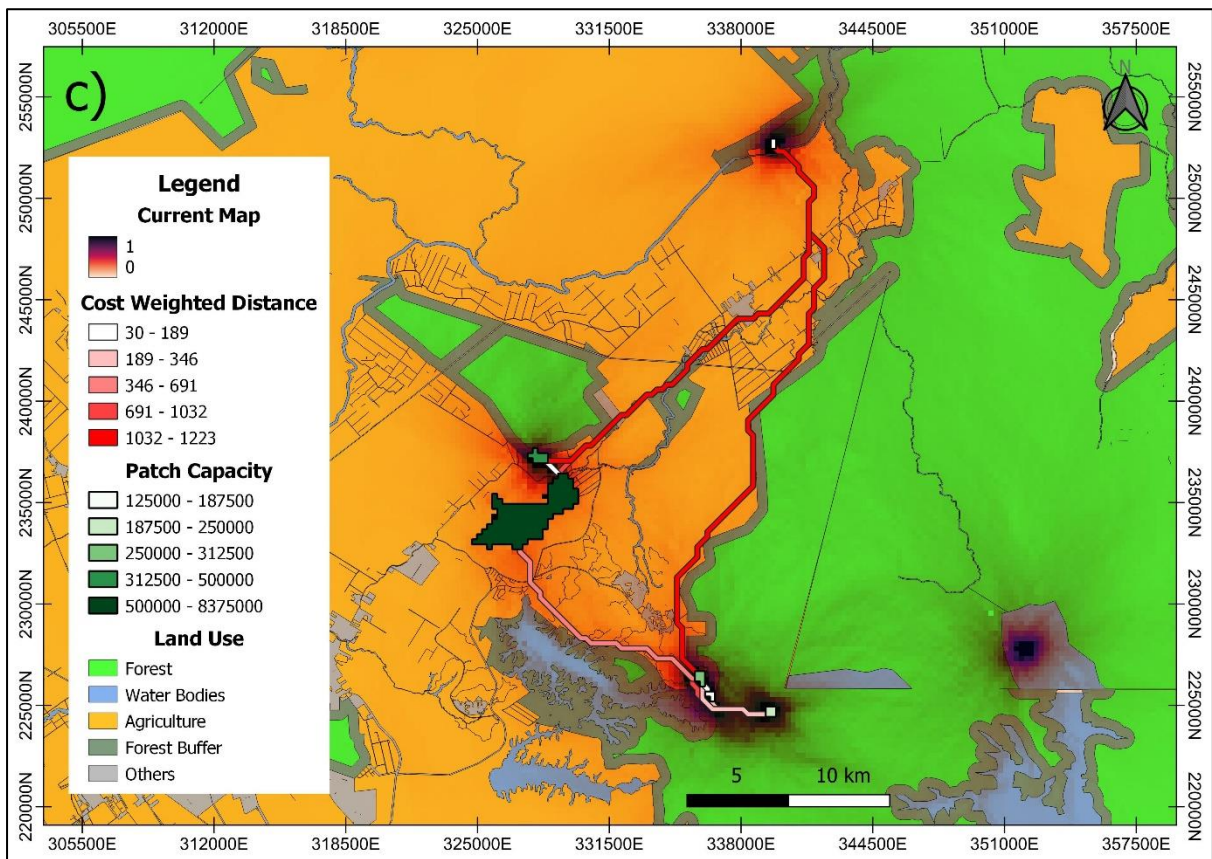 305500E 312000E 318500E 325000E 331500E 338000E 344500E 351000E 357500E
c)
N
255000N 255000N
250000N 250000N
245000N 245000N
240000N 240000N
235000N 235000N
230000N 230000N
225000N 225000N
220000N 220000N
Legend
Current Map
1
0
Cost Weighted Distance
30 - 189
189 - 346
346 - 691
691 - 1032
1032 - 1223
Patch Capacity
125000 - 187500
187500 - 250000
250000 - 312500
312500 - 500000
500000 - 8375000
Land Use
Forest
Water Bodies
Agriculture
Forest Buffer
Others
5 10 km
305500E 312000E 318500E 325000E 331500E 338000E 344500E 351000E 357500E